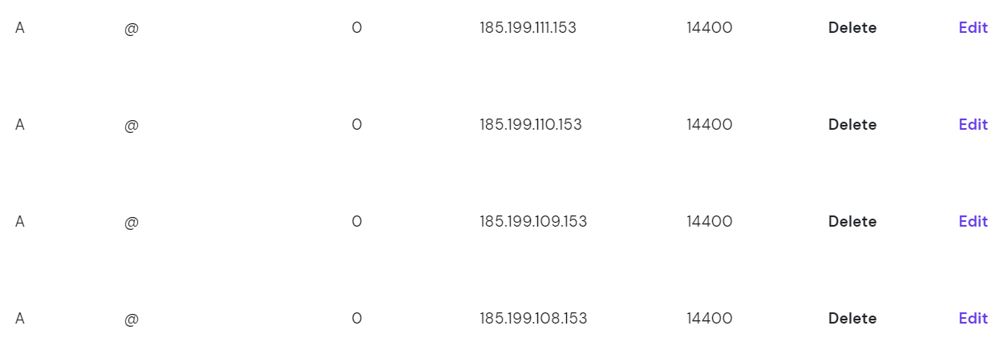 A @ 0 185.199.111.153 14400 Delete Edit
A @ 0 185.199.110.153 14400 Delete Edit
A @ 0 185.199.109.153 14400 Delete Edit
A @ 0 185.199.108.153 14400 Delete Edit